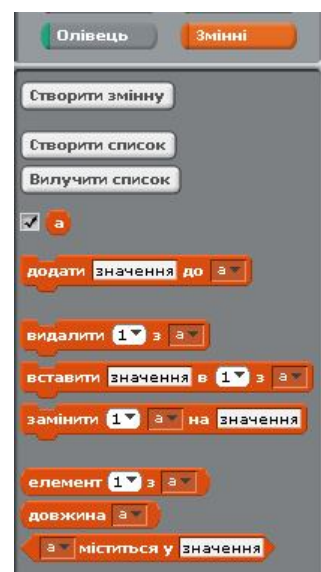 Олівець Змінні
Створити змінну
Створити список
Вилучити список
а
додати значення до а
видалити 1 з а
вставити значення в 1 з а
замінити 1 а на значення
елемент 1 з а
довжина а
а міститься у значення